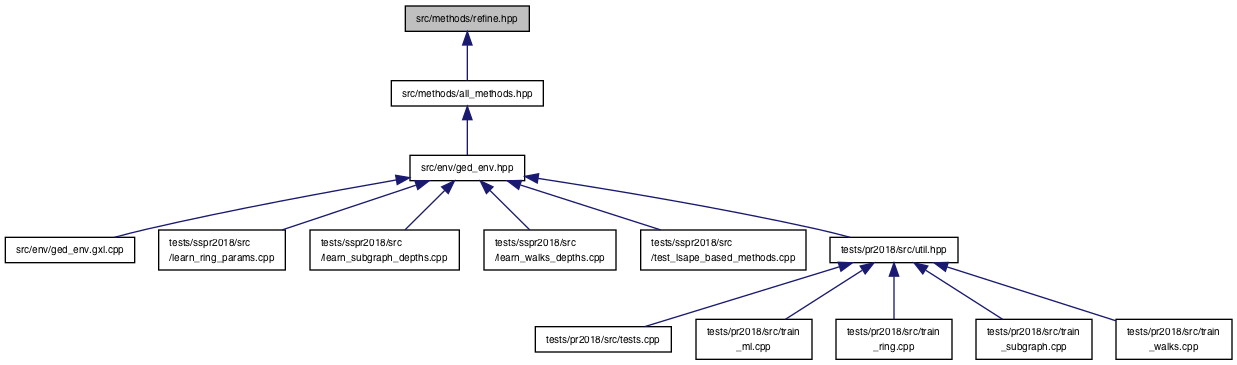 src/methods/refine.hpp
src/methods/all_methods.hpp
src/env/ged_env.hpp
src/env/ged_env.gxl.cpp
tests/sspr2018/src
/learn_ring_params.cpp
tests/sspr2018/src
/learn_subgraph_depths.cpp
tests/sspr2018/src
/learn_walks_depths.cpp
tests/sspr2018/src
/test_lsape_based_methods.cpp
tests/pr2018/src/util.hpp
tests/pr2018/src/tests.cpp
tests/pr2018/src/train
_ml.cpp
tests/pr2018/src/train
_ring.cpp
tests/pr2018/src/train
_subgraph.cpp
tests/pr2018/src/train
_walks.cpp